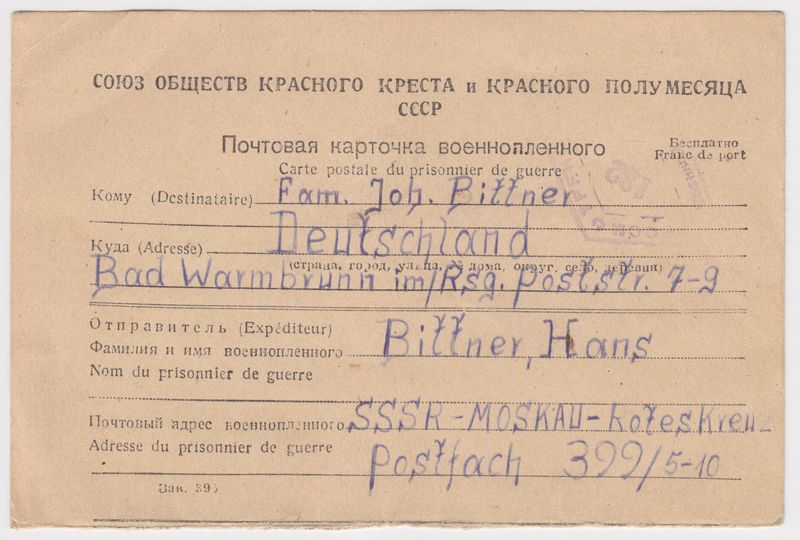 СОЮЗ ОБЩЕСТВ КРАСНОГО КРЕСТА и КРАСНОГО ПОЛУМЕСЯЦА
СССР
Почтовая карточка военнопленного
Бесплатно
Franc de port
Carte postale du prisonnier de guerre
Кому (Destinataire) Fam. Joh. Bittner
Куда (Adresse) Deutschland
(страна, город, улица, № дома, округ, село, деревня)
Bad Warmbrunn im/Rsg. Poststr. 7-9
Отправитель (Expéditeur)
Фамилия и имя военнопленного Bittner, Hans
Nom du prisonnier de guerre
Почтовый адрес военнопленного SSSR-MOSKAU-RotesKreuz
Adresse du prisonnier de guerre Postfach 399/5-10
Зак. 395